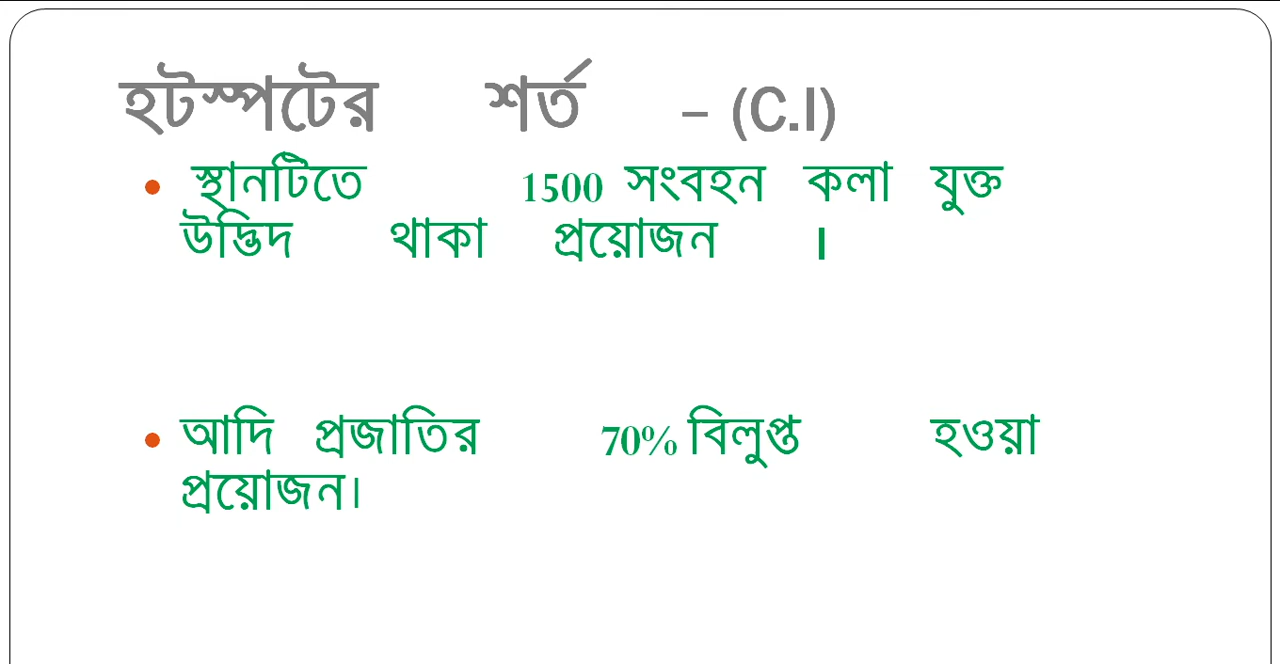 হটস্পটের শর্ত – (C.I)
• স্থানটিতে 1500 সংবহন কলা যুক্ত
উদ্ভিদ থাকা প্রয়োজন ।
• আদি প্রজাতির 70% বিলুপ্ত হওয়া
প্রয়োজন।